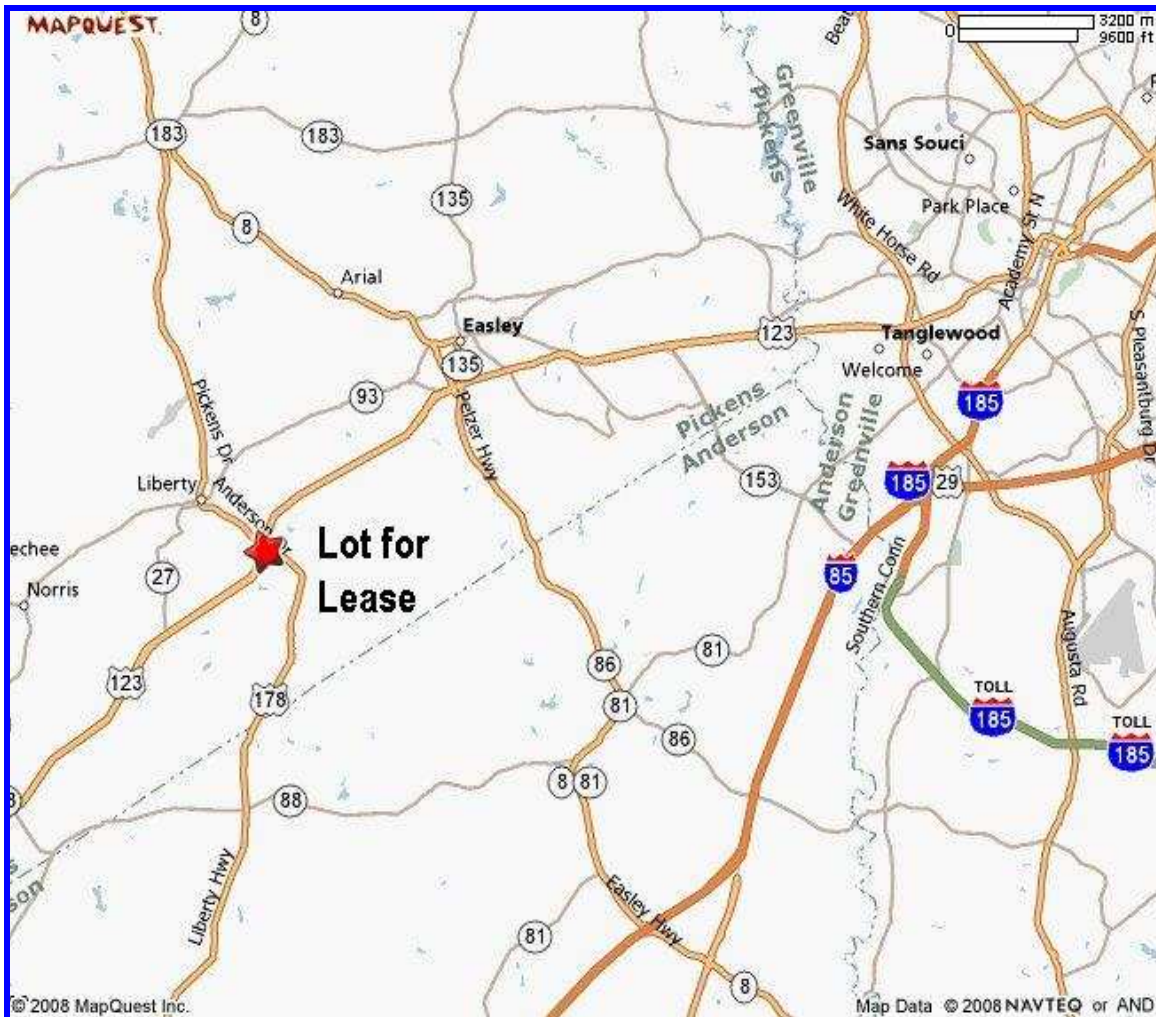 MAPQUEST.
8
0
3200 m
9600 ft
Beau
183
183
Greenville
Pickens
Sans Souci
135
Park Place
White Horse Rd
Academy St N
8
Arial
Easley
123
Tanglewood
135
Welcome
S Pleasantburg Dr
93
185
Pickens Dr
Pelzer Hwy
Pickens
Anderson
Anderson
Greenville
153
185
29
Liberty
Anderson Dr
echee
Lot for
Lease
27
85
Southern Conn
Norris
Augusta Rd
123
178
86
81
81
86
TOLL
185
TOLL
185
8
81
88
8
Liberty Hwy
Easley Hwy
81
8
© 2008 MapQuest Inc.
Map Data © 2008 NAVTEQ or AND